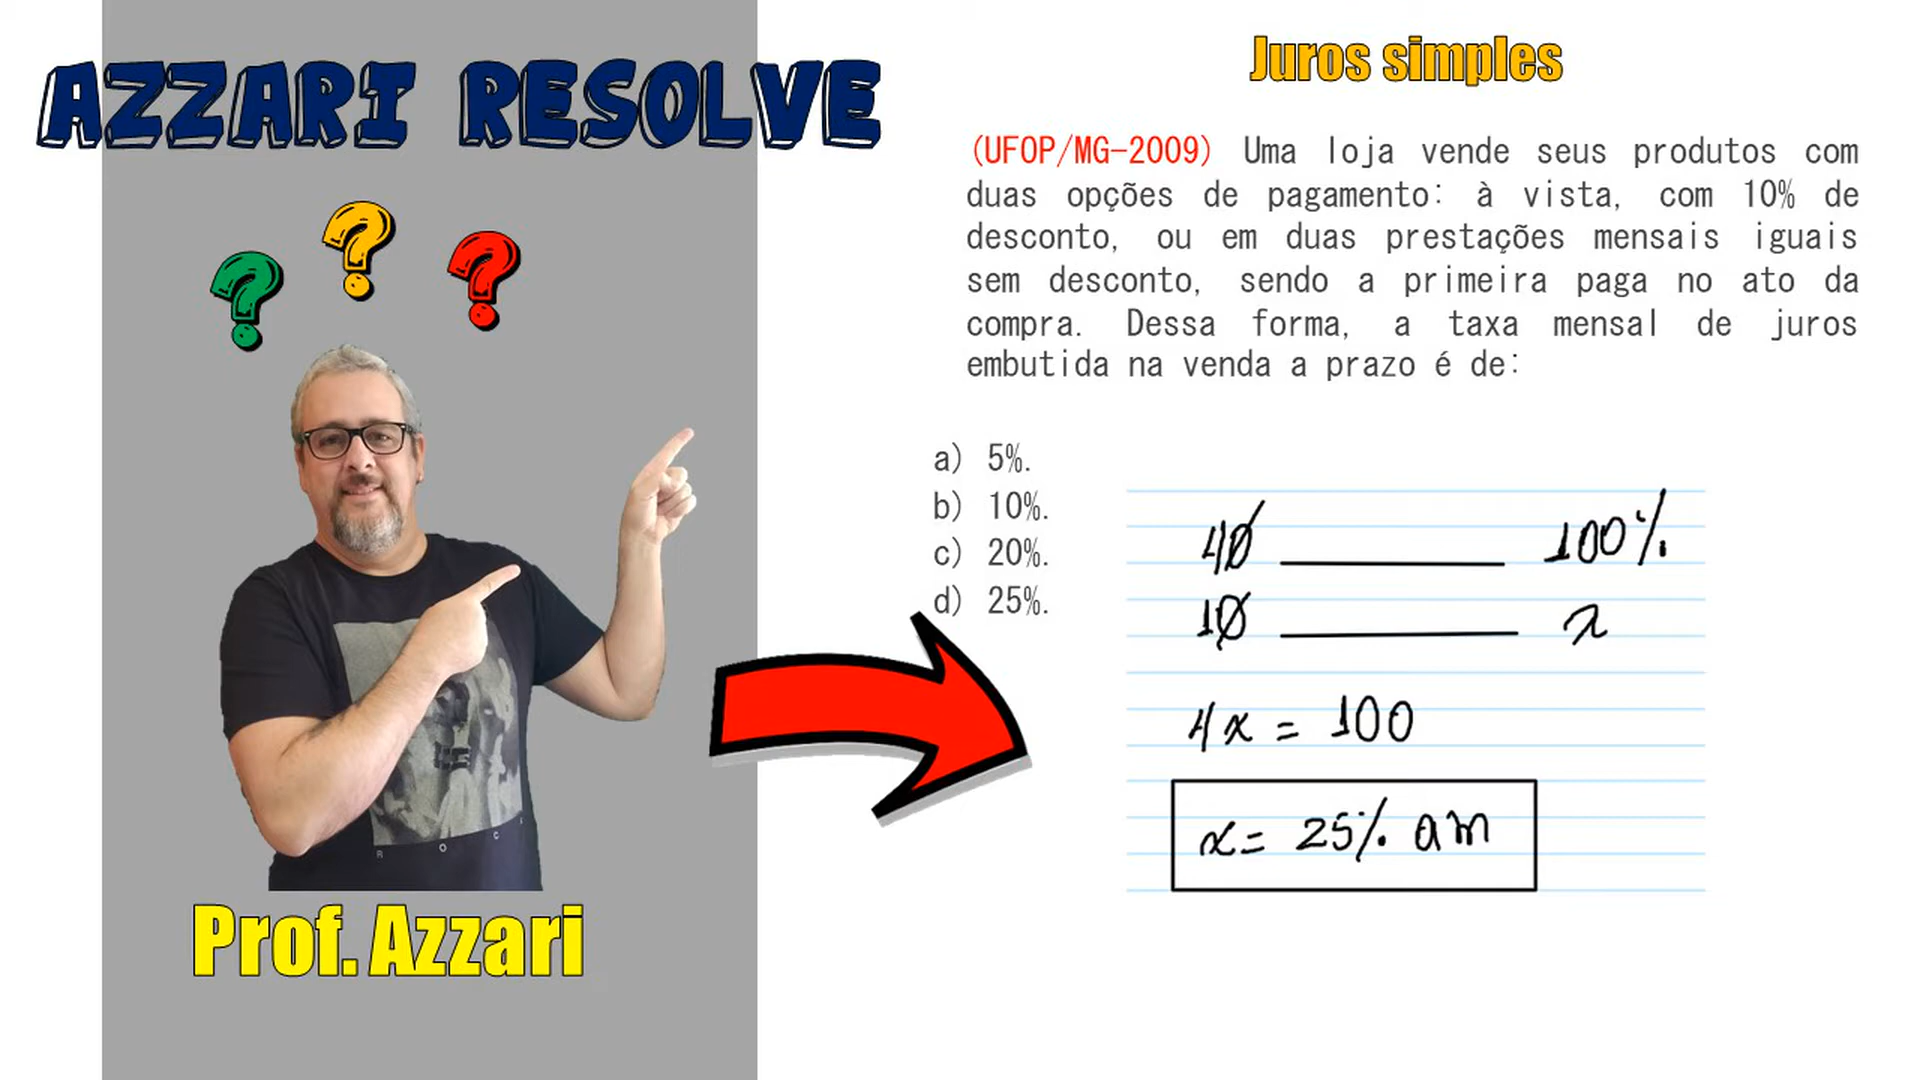 AZZARI RESOLVE
Juros simples
(UFOP/MG-2009) Uma loja vende seus produtos com
duas opções de pagamento: à vista, com 10% de
desconto, ou em duas prestações mensais iguais
sem desconto, sendo a primeira paga no ato da
compra. Dessa forma, a taxa mensal de juros
embutida na venda a prazo é de:
a) 5%.
b) 10%.
c) 20%.
d) 25%.
40 100%
10 x
4x = 100
x = 25% am
R O C
Prof. Azzari